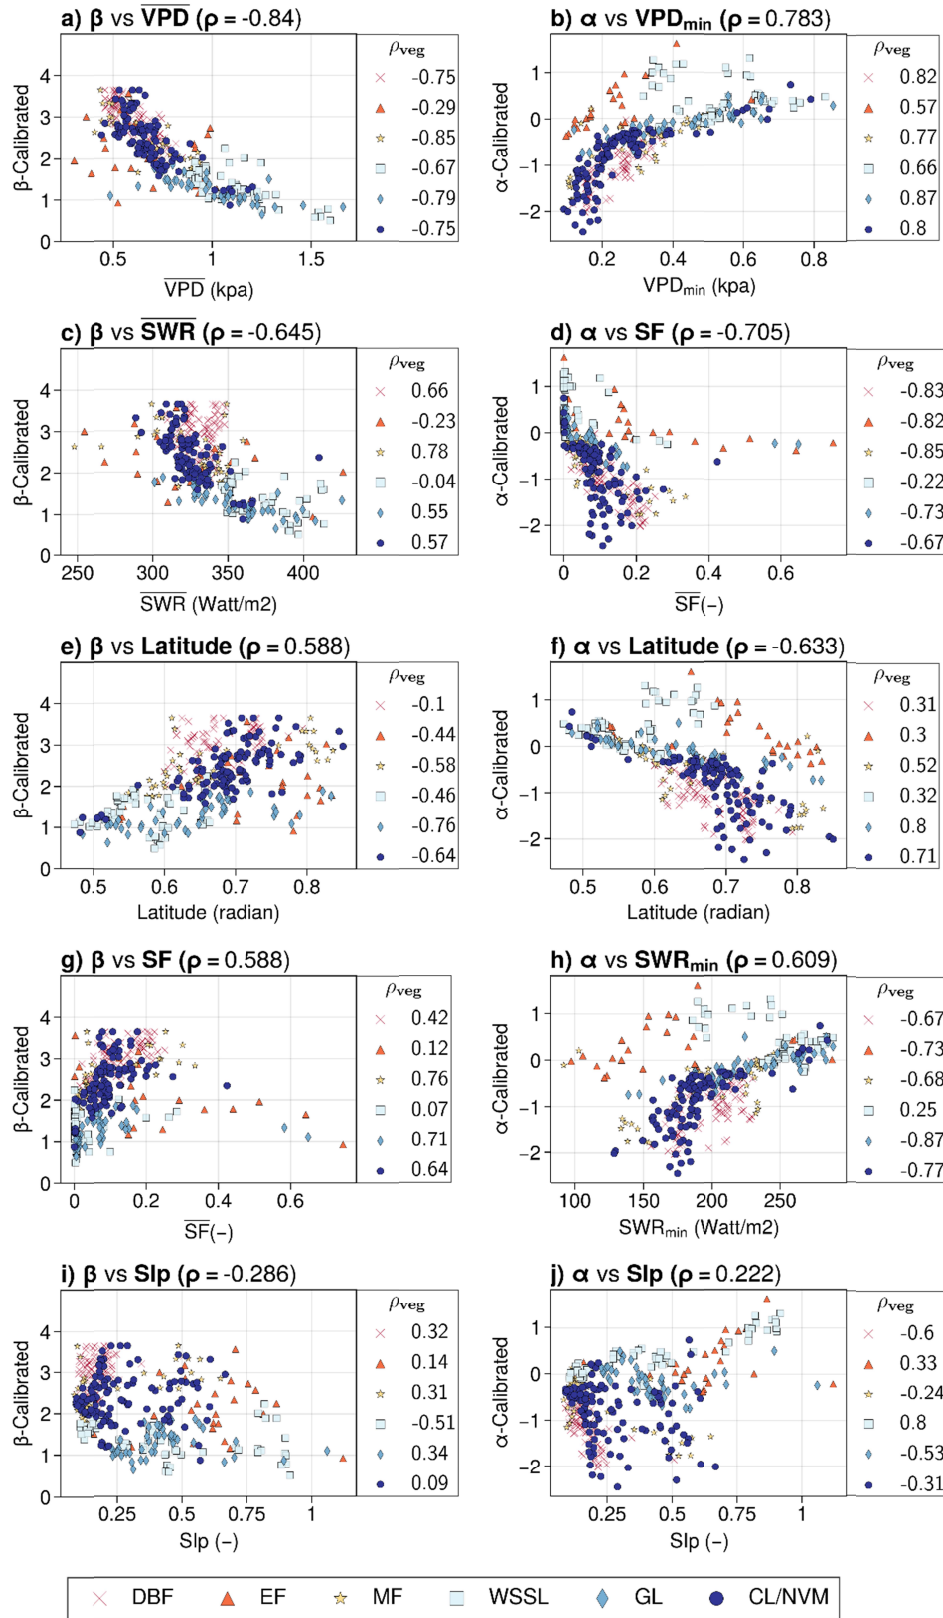 a) β vs VPD (ρ = -0.84)
ρveg
-0.75
-0.29
-0.85
-0.67
-0.79
-0.75
β-Calibrated
4
3
2
1
0
0.5 1 1.5
VPD (kpa)
b) α vs VPDmin (ρ = 0.783)
ρveg
0.82
0.57
0.77
0.66
0.87
0.8
α-Calibrated
1
0
−1
−2
0.2 0.4 0.6 0.8
VPDmin (kpa)
c) β vs SWR (ρ = -0.645)
ρveg
0.66
-0.23
0.78
-0.04
0.55
0.57
β-Calibrated
4
3
2
1
0
250 300 350 400
SWR (Watt/m2)
d) α vs SF (ρ = -0.705)
ρveg
-0.83
-0.82
-0.85
-0.22
-0.73
-0.67
α-Calibrated
1
0
−1
−2
0 0.2 0.4 0.6
SF(−)
e) β vs Latitude (ρ = 0.588)
ρveg
-0.1
-0.44
-0.58
-0.46
-0.76
-0.64
β-Calibrated
4
3
2
1
0
0.5 0.6 0.7 0.8
Latitude (radian)
f) α vs Latitude (ρ = -0.633)
ρveg
0.31
0.3
0.52
0.32
0.8
0.71
α-Calibrated
1
0
−1
−2
0.5 0.6 0.7 0.8
Latitude (radian)
g) β vs SF (ρ = 0.588)
ρveg
0.42
0.12
0.76
0.07
0.71
0.64
β-Calibrated
4
3
2
1
0
0 0.2 0.4 0.6
SF(−)
h) α vs SWRmin (ρ = 0.609)
ρveg
-0.67
-0.73
-0.68
0.25
-0.87
-0.77
α-Calibrated
1
0
−1
−2
100 150 200 250
SWRmin (Watt/m2)
i) β vs Slp (ρ = -0.286)
ρveg
0.32
0.14
0.31
-0.51
0.34
0.09
β-Calibrated
4
3
2
1
0
0.25 0.5 0.75 1
Slp (−)
j) α vs Slp (ρ = 0.222)
ρveg
-0.6
0.33
-0.24
0.8
-0.53
-0.31
α-Calibrated
1
0
−1
−2
0.25 0.5 0.75 1
Slp (−)
DBF EF MF WSSL GL CL/NVM